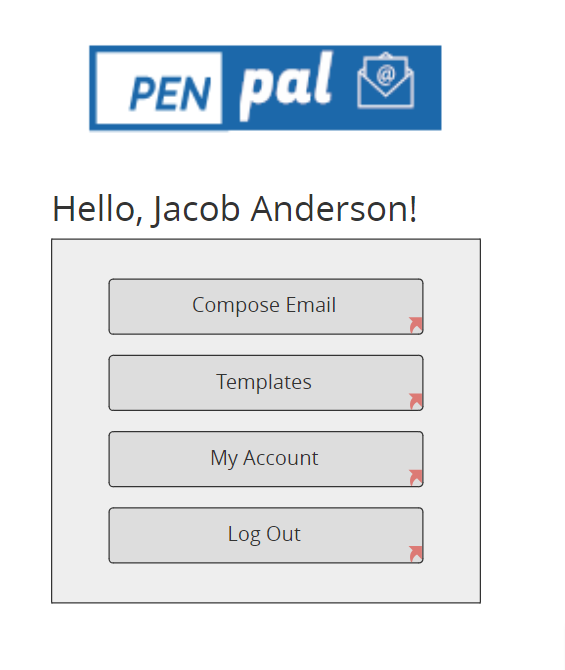 PEN pal @
Hello, Jacob Anderson!
Compose Email
Templates
My Account
Log Out